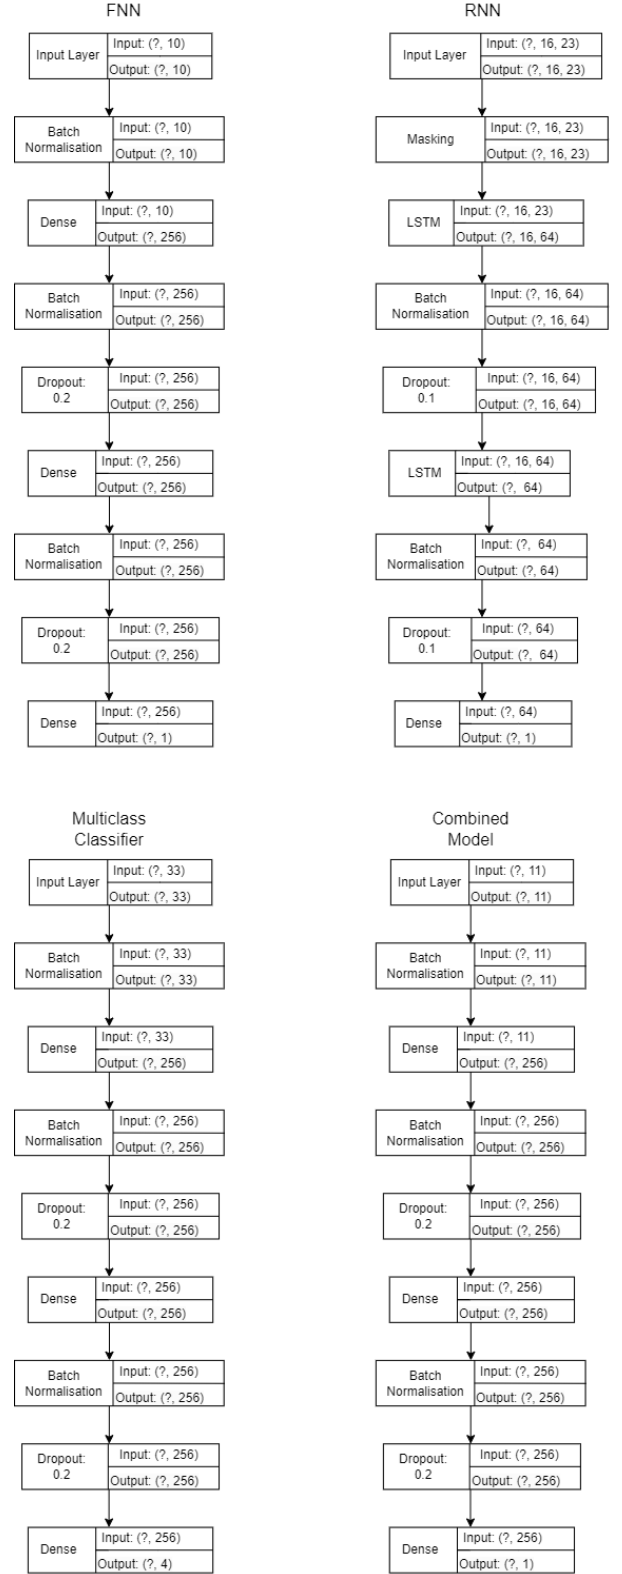 FNN
Input Layer
Input: (?, 10)
Output: (?, 10)
Batch
Normalisation
Input: (?, 10)
Output: (?, 10)
Dense
Input: (?, 10)
Output: (?, 256)
Batch
Normalisation
Input: (?, 256)
Output: (?, 256)
Dropout:
0.2
Input: (?, 256)
Output: (?, 256)
Dense
Input: (?, 256)
Output: (?, 256)
Batch
Normalisation
Input: (?, 256)
Output: (?, 256)
Dropout:
0.2
Input: (?, 256)
Output: (?, 256)
Dense
Input: (?, 256)
Output: (?, 1)
RNN
Input Layer
Input: (?, 16, 23)
Output: (?, 16, 23)
Masking
Input: (?, 16, 23)
Output: (?, 16, 23)
LSTM
Input: (?, 16, 23)
Output: (?, 16, 64)
Batch
Normalisation
Input: (?, 16, 64)
Output: (?, 16, 64)
Dropout:
0.1
Input: (?, 16, 64)
Output: (?, 16, 64)
LSTM
Input: (?, 16, 64)
Output: (?, 64)
Batch
Normalisation
Input: (?, 64)
Output: (?, 64)
Dropout:
0.1
Input: (?, 64)
Output: (?, 64)
Dense
Input: (?, 64)
Output: (?, 1)
Multiclass
Classifier
Input Layer
Input: (?, 33)
Output: (?, 33)
Batch
Normalisation
Input: (?, 33)
Output: (?, 33)
Dense
Input: (?, 33)
Output: (?, 256)
Batch
Normalisation
Input: (?, 256)
Output: (?, 256)
Dropout:
0.2
Input: (?, 256)
Output: (?, 256)
Dense
Input: (?, 256)
Output: (?, 256)
Batch
Normalisation
Input: (?, 256)
Output: (?, 256)
Dropout:
0.2
Input: (?, 256)
Output: (?, 256)
Dense
Input: (?, 256)
Output: (?, 4)
Combined
Model
Input Layer
Input: (?, 11)
Output: (?, 11)
Batch
Normalisation
Input: (?, 11)
Output: (?, 11)
Dense
Input: (?, 11)
Output: (?, 256)
Batch
Normalisation
Input: (?, 256)
Output: (?, 256)
Dropout:
0.2
Input: (?, 256)
Output: (?, 256)
Dense
Input: (?, 256)
Output: (?, 256)
Batch
Normalisation
Input: (?, 256)
Output: (?, 256)
Dropout:
0.2
Input: (?, 256)
Output: (?, 256)
Dense
Input: (?, 256)
Output: (?, 1)